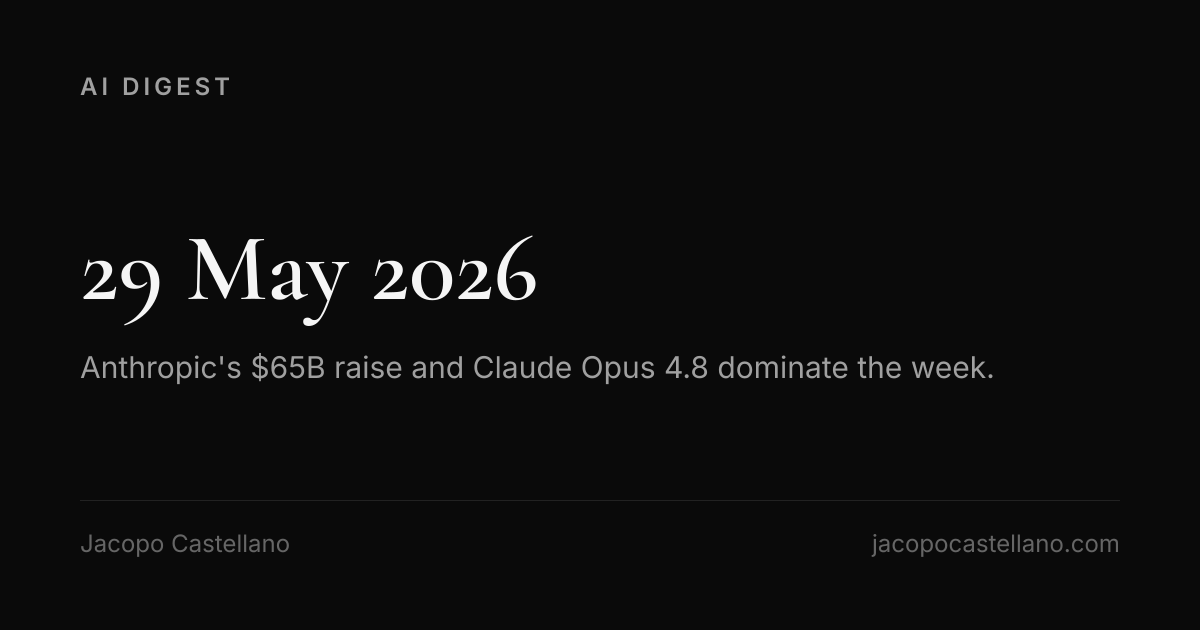 AI DIGEST
29 May 2026
Anthropic's $65B raise and Claude Opus 4.8 dominate the week.
Jacopo Castellano
jacopocastellano.com